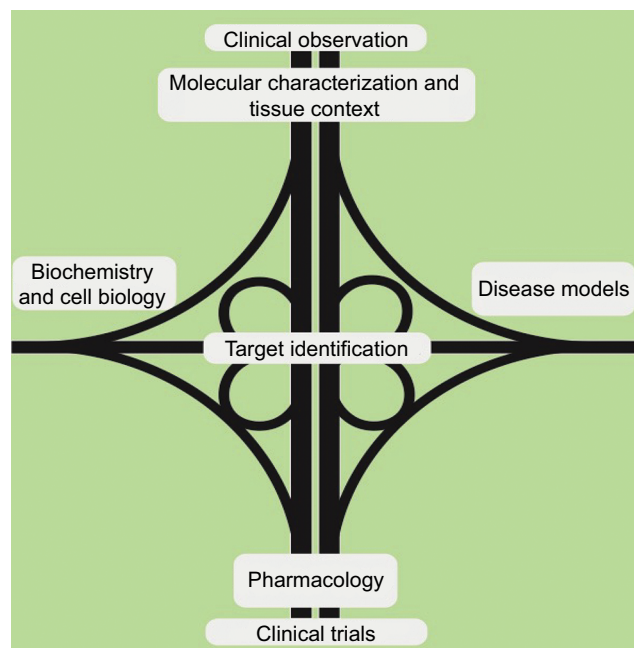 Clinical observation
Molecular characterization and
tissue context
Biochemistry
and cell biology
Disease models
Target identification
Pharmacology
Clinical trials